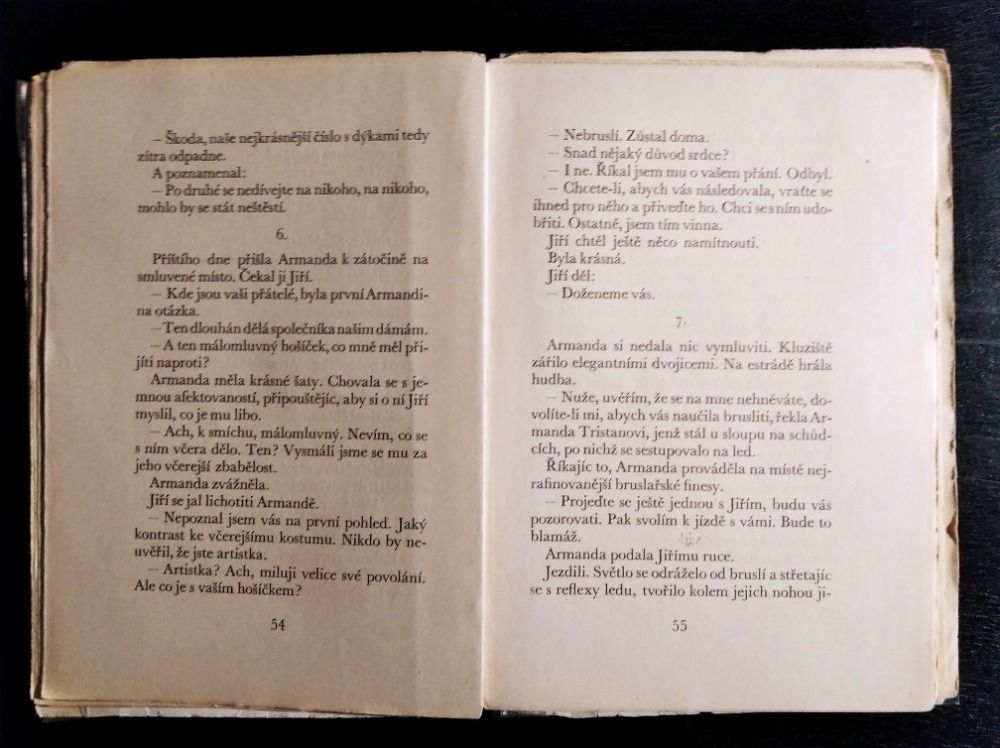 — Škoda, naše nejkrásnější číslo s dýkami tedy
zítra odpadne.
A poznamenal:
— Po druhé se nedívejte na nikoho, na nikoho,
mohlo by se stát neštěstí.
6.
Příštího dne přišla Armanda k zátočině na
smluvené místo. Čekal ji Jiří.
— Kde jsou vaši přátelé, byla první Armandi-
na otázka.
— Ten dlouhán dělá společníka našim dámám.
— A ten málomluvný hošíček, co mně měl při-
jíti naproti?
Armanda měla krásné šaty. Chovala se s je-
mnou afektovaností, připouštějíc, aby si o ní Jiří
myslil, co je mu libo.
— Ach, k smíchu, málomluvný. Nevím, co se
s ním včera dělo. Ten? Vysmáli jsme se mu za
jeho včerejší zbabělost.
Armanda zvážněla.
Jiří se jal lichotiti Armandě.
— Nepoznal jsem vás na první pohled. Jaký
kontrast ke včerejšímu kostumu. Nikdo by ne-
uvěřil, že jste artistka.
— Artistka? Ach, miluji velice své povolání.
Ale co je s vaším hošíčkem?
54
— Nebruslí. Zůstal doma.
— Snad nějaký důvod srdce?
— I ne. Říkal jsem mu o vašem přání. Odbyl.
— Chcete-li, abych vás následovala, vraťte se
ihned pro něho a přiveďte ho. Chci se s ním udo-
břiti. Ostatně, jsem tím vinna.
Jiří chtěl ještě něco namítnouti.
Byla krásná.
Jiří děl:
— Doženeme vás.
7.
Armanda si nedala nic vymluviti. Kluziště
zářilo elegantními dvojicemi. Na estrádě hrála
hudba.
— Nuže, uvěřím, že se na mne nehněváte, do-
volíte-li mi, abych vás naučila brusliti, řekla Ar-
manda Tristanovi, jenž stál u sloupu na schůd-
cích, po nichž se sestupovalo na led.
Říkajíc to, Armanda prováděla na místě nej-
rafinovanější bruslařské finesy.
— Projeďte se ještě jednou s Jiřím, budu vás
pozorovati. Pak svolím k jízdě s vámi. Bude to
blamáž.
Armanda podala Jiřímu ruce.
Jezdili. Světlo se odráželo od bruslí a střetajíc
se s reflexy ledu, tvořilo kolem jejich nohou ji-
55